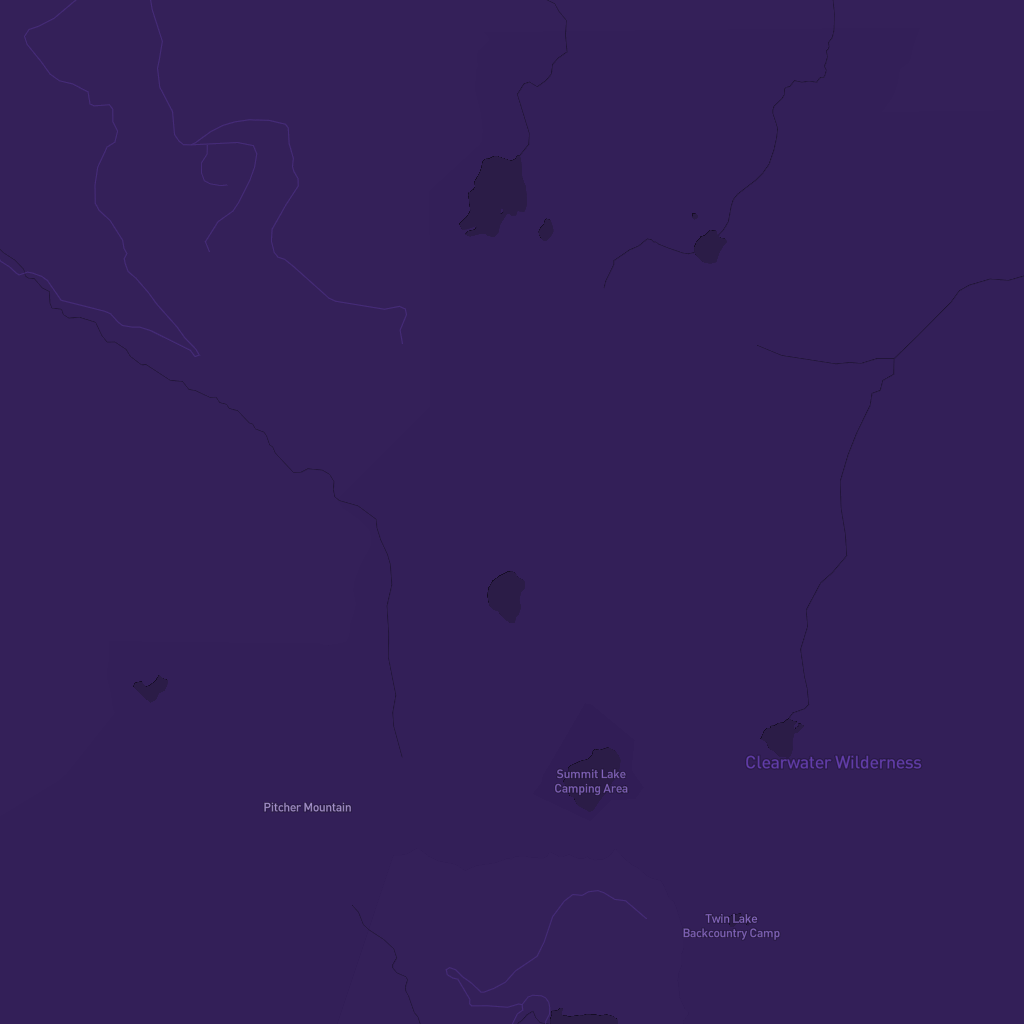 Clearwater Wilderness
Summit Lake
Camping Area
Pitcher Mountain
Twin Lake
Backcountry Camp